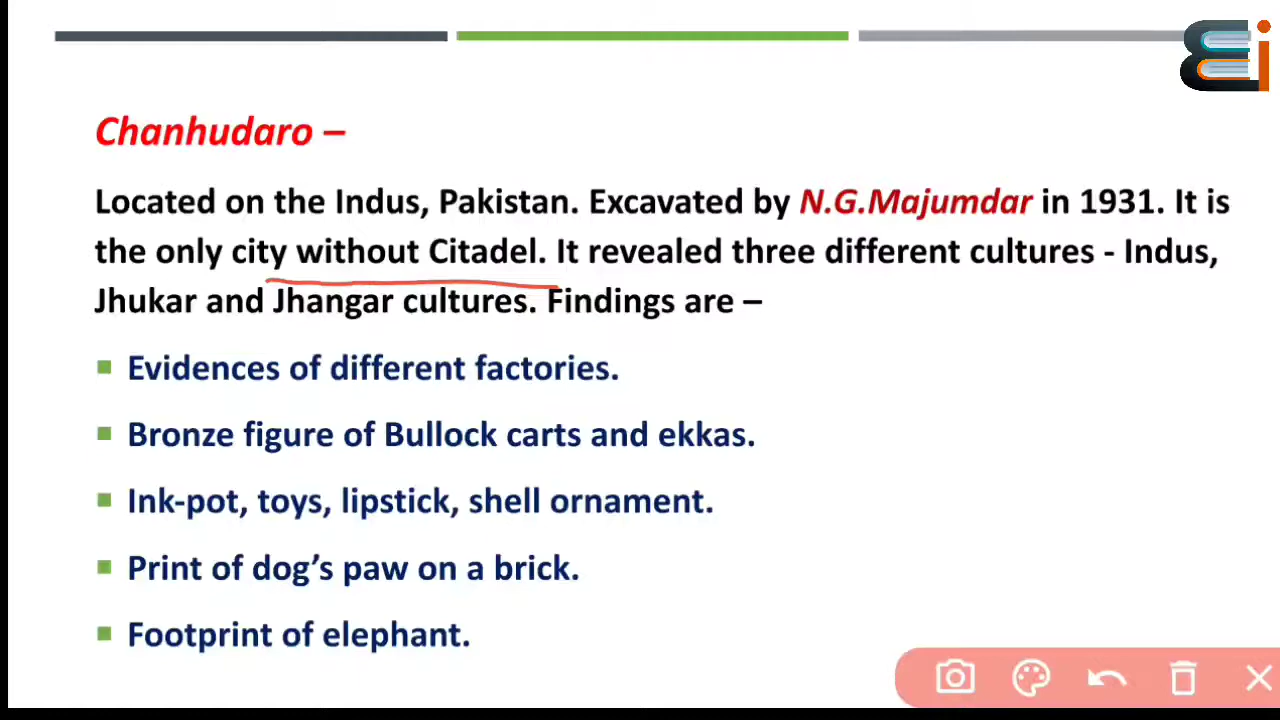 Chanhudaro –
Located on the Indus, Pakistan. Excavated by N.G.Majumdar in 1931. It is
the only city without Citadel. It revealed three different cultures - Indus,
Jhukar and Jhangar cultures. Findings are –
Evidences of different factories.
Bronze figure of Bullock carts and ekkas.
Ink-pot, toys, lipstick, shell ornament.
Print of dog’s paw on a brick.
Footprint of elephant.